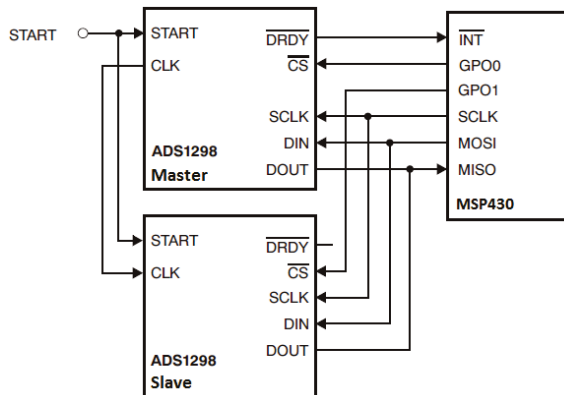 START
START
CLK
DRDY
CS
SCLK
DIN
DOUT
ADS1298
Master
INT
GPO0
GPO1
SCLK
MOSI
MISO
MSP430
START
CLK
DRDY
CS
SCLK
DIN
DOUT
ADS1298
Slave